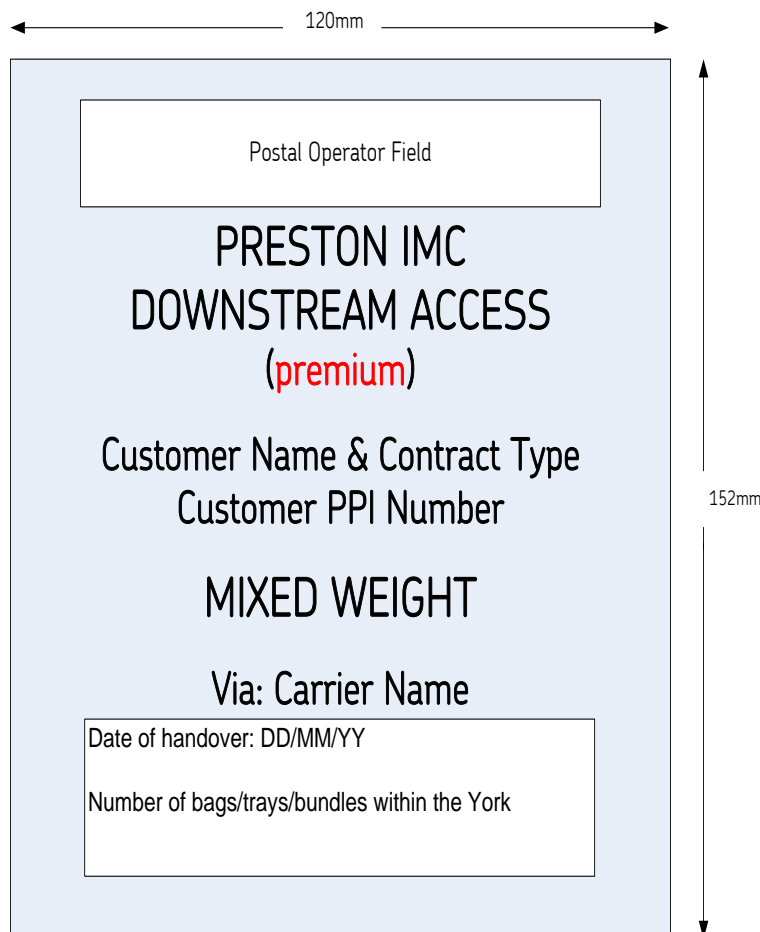 120mm
Postal Operator Field
PRESTON IMC
DOWNSTREAM ACCESS
(premium)
Customer Name & Contract Type
Customer PPI Number
152mm
MIXED WEIGHT
Via: Carrier Name
Date of handover: DD/MM/YY
Number of bags/trays/bundles within the York